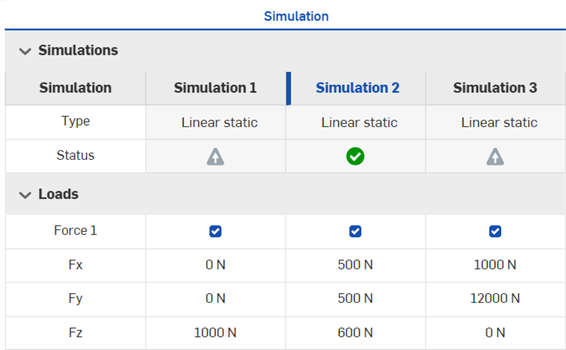 Simulation
Simulations
Simulation Simulation 1 Simulation 2 Simulation 3
Type Linear static Linear static Linear static
Status
Loads
Force 1
Fx 0 N 500 N 1000 N
Fy 0 N 500 N 12000 N
Fz 1000 N 600 N 0 N